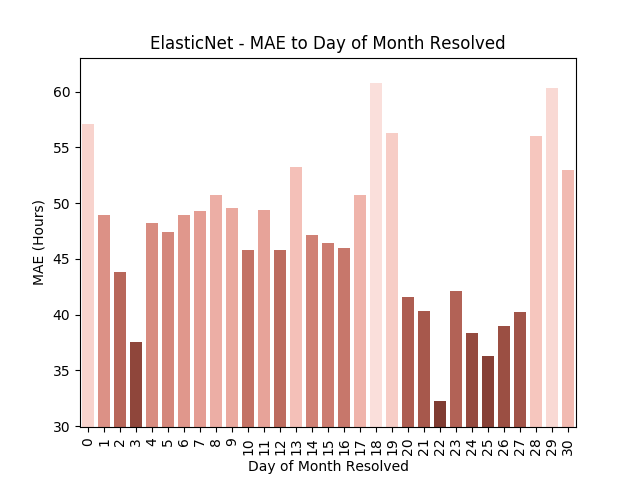 ElasticNet - MAE to Day of Month Resolved
MAE (Hours)
60
55
50
45
40
35
30
0 1 2 3 4 5 6 7 8 9 10 11 12 13 14 15 16 17 18 19 20 21 22 23 24 25 26 27 28 29 30
Day of Month Resolved